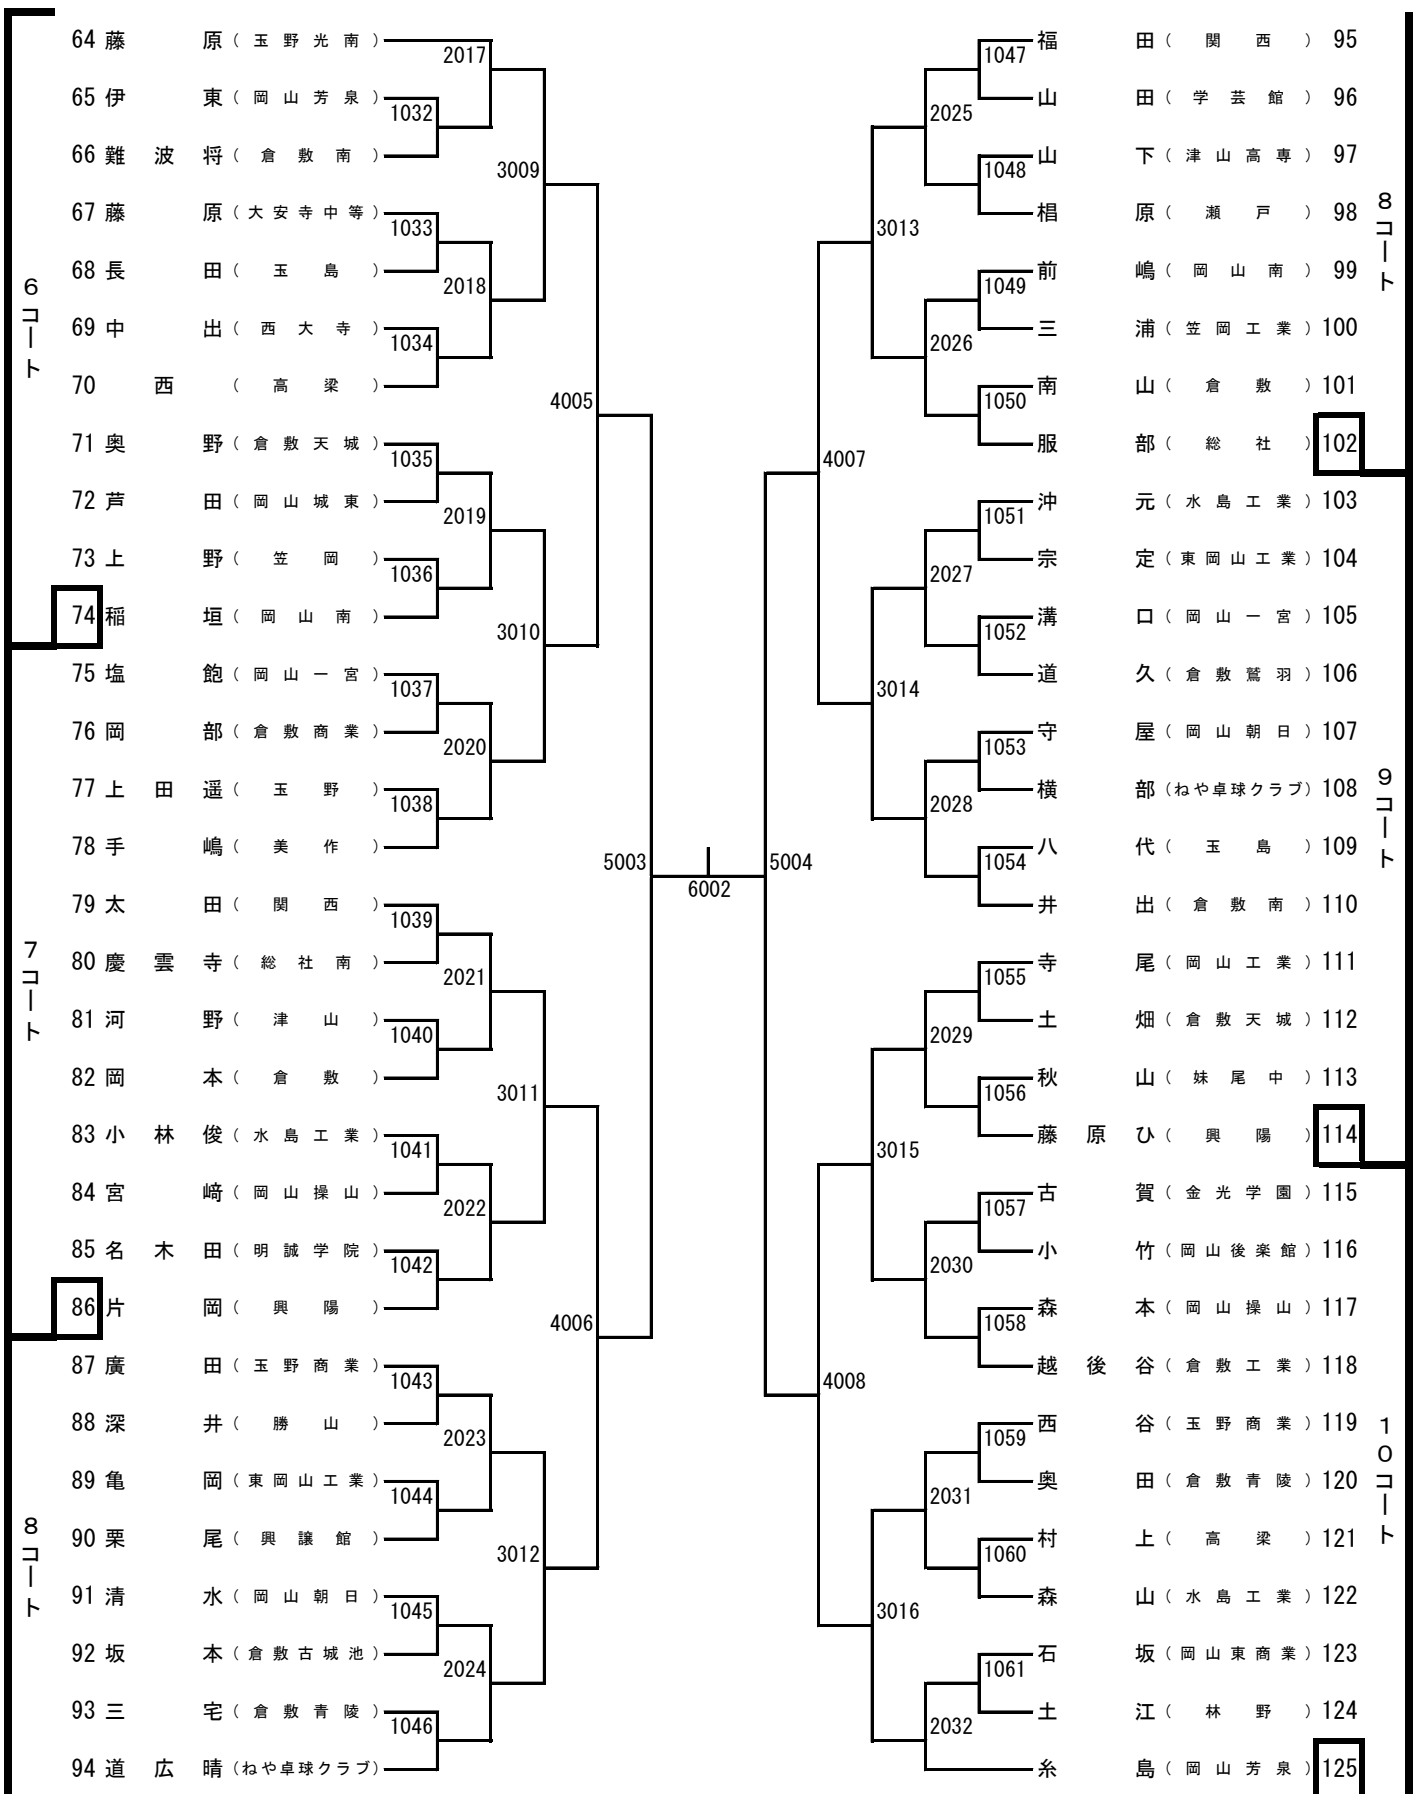 64 藤原 (玉野光南)
65 伊東 (岡山芳泉)
66 難波将 (倉敷南)
67 藤原 (大安寺中等)
68 長田 (玉島)
69 中出 (西大寺)
70 西 (高梁)
71 奥野 (倉敷天城)
72 芦田 (岡山城東)
73 上野 (笠岡)
74 稲垣 (岡山南)
75 塩飽 (岡山一宮)
76 岡部 (倉敷商業)
77 上田遥 (玉野)
78 手嶋 (美作)
79 太田 (関西)
80 慶雲寺 (総社南)
81 河野 (津山)
82 岡本 (倉敷)
83 小林俊 (水島工業)
84 宮﨑 (岡山操山)
85 名木田 (明誠学院)
86 片岡 (興陽)
87 廣田 (玉野商業)
88 深井 (勝山)
89 亀岡 (東岡山工業)
90 栗尾 (興譲館)
91 清水 (岡山朝日)
92 坂本 (倉敷古城池)
93 三宅 (倉敷青陵)
94 道広晴 (ねや卓球クラブ)
6コート
7コート
8コート
2017
1032
1033
2018
1034
1035
2019
1036
1037
2020
1038
1039
2021
1040
1041
2022
1042
1043
2023
1044
1045
2024
1046
3009
3010
3011
3012
4005
4006
5003
6002
5004
4007
4008
3013
3014
3015
3016
1047
2025
1048
1049
2026
1050
1051
2027
1052
1053
2028
1054
1055
2029
1056
1057
2030
1058
1059
2031
1060
1061
2032
福田 (関西) 95
山田 (学芸館) 96
山下 (津山高専) 97
椙原 (瀬戸) 98
前嶋 (岡山南) 99
三浦 (笠岡工業) 100
南山 (倉敷) 101
服部 (総社) 102
沖元 (水島工業) 103
宗定 (東岡山工業) 104
溝口 (岡山一宮) 105
道久 (倉敷鷲羽) 106
守屋 (岡山朝日) 107
横部 (ねや卓球クラブ) 108
八代 (玉島) 109
井出 (倉敷南) 110
寺尾 (岡山工業) 111
土畑 (倉敷天城) 112
秋山 (妹尾中) 113
藤原ひ (興陽) 114
古賀 (金光学園) 115
小竹 (岡山後楽館) 116
森本 (岡山操山) 117
越後谷 (倉敷工業) 118
西谷 (玉野商業) 119
奥田 (倉敷青陵) 120
村上 (高梁) 121
森山 (水島工業) 122
石坂 (岡山東商業) 123
土江 (林野) 124
糸島 (岡山芳泉) 125
8コート
9コート
10コート